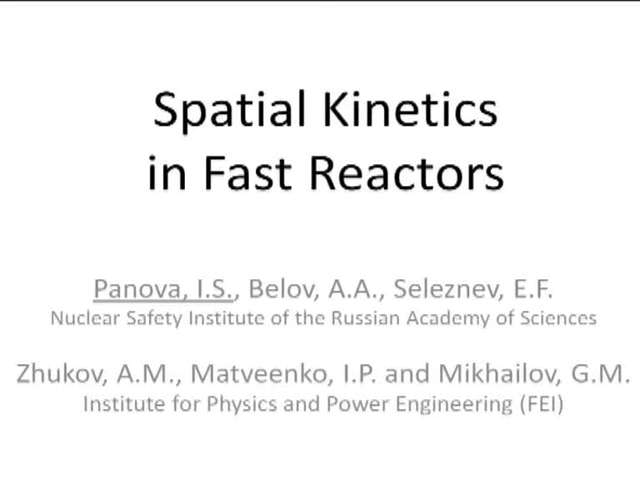 Spatial Kinetics
in Fast Reactors
Panova, I.S., Belov, A.A., Seleznev, E.F.
Nuclear Safety Institute of the Russian Academy of Sciences
Zhukov, A.M., Matveenko, I.P. and Mikhailov, G.M.
Institute for Physics and Power Engineering (FEI)